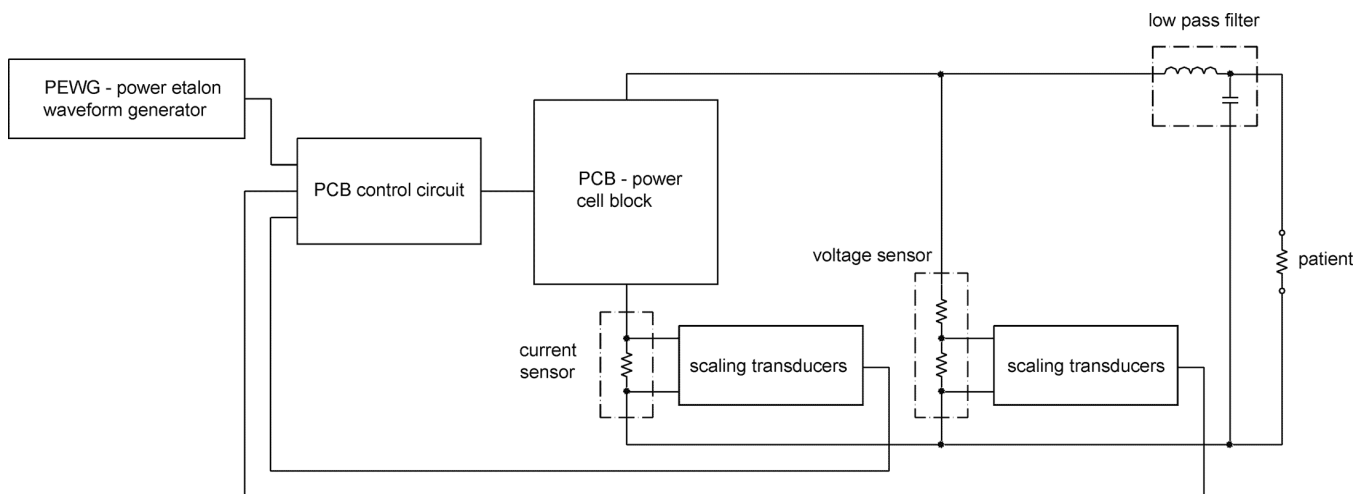 low pass filter
PEWG - power etalon
waveform generator
PCB control circuit
PCB - power
cell block
voltage sensor
patient
current
sensor
scaling transducers
scaling transducers